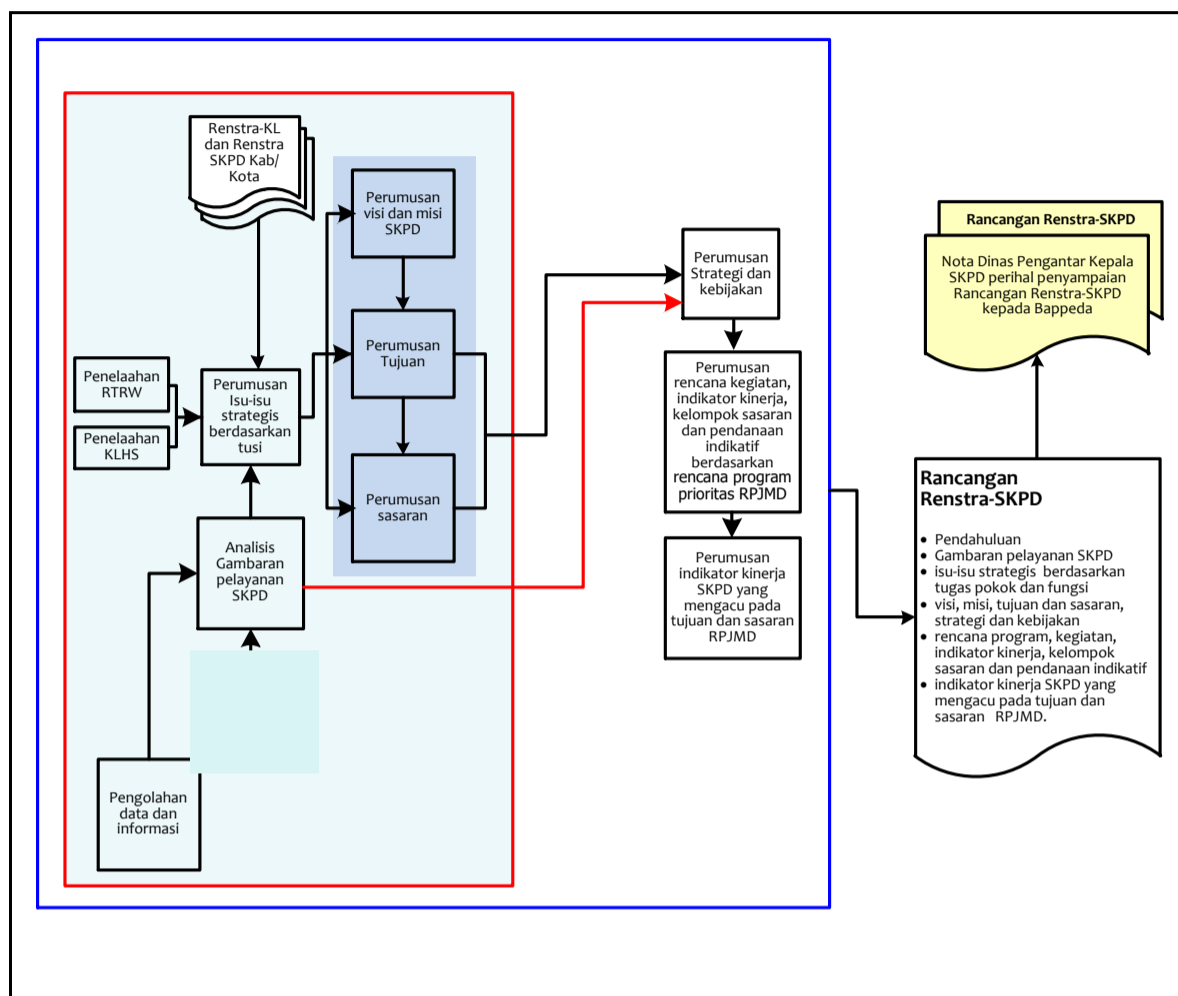 Renstra-KL
dan Renstra
SKPD Kab/
Kota
Perumusan
visi dan misi
SKPD
Perumusan
Tujuan
Perumusan
sasaran
Penelaahan
RTRW
Penelaahan
KLHS
Perumusan
Isu-isu
strategis
berdasarkan
tusi
Analisis
Gambaran
pelayanan
SKPD
Pengolahan
data dan
informasi
Perumusan
Strategi dan
kebijakan
Perumusan
rencana kegiatan,
indikator kinerja,
kelompok sasaran
dan pendanaan
indikatif
berdasarkan
rencana program
prioritas RPJMD
Perumusan
indikator kinerja
SKPD yang
mengacu pada
tujuan dan sasaran
RPJMD
Rancangan Renstra-SKPD
Nota Dinas Pengantar Kepala
SKPD perihal penyampaian
Rancangan Renstra-SKPD
kepada Bappeda
Rancangan
Renstra-SKPD
• Pendahuluan
• Gambaran pelayanan SKPD
• isu-isu strategis berdasarkan
tugas pokok dan fungsi
• visi, misi, tujuan dan sasaran,
strategi dan kebijakan
• rencana program, kegiatan,
indikator kinerja, kelompok
sasaran dan pendanaan indikatif
• indikator kinerja SKPD yang
mengacu pada tujuan dan
sasaran RPJMD.